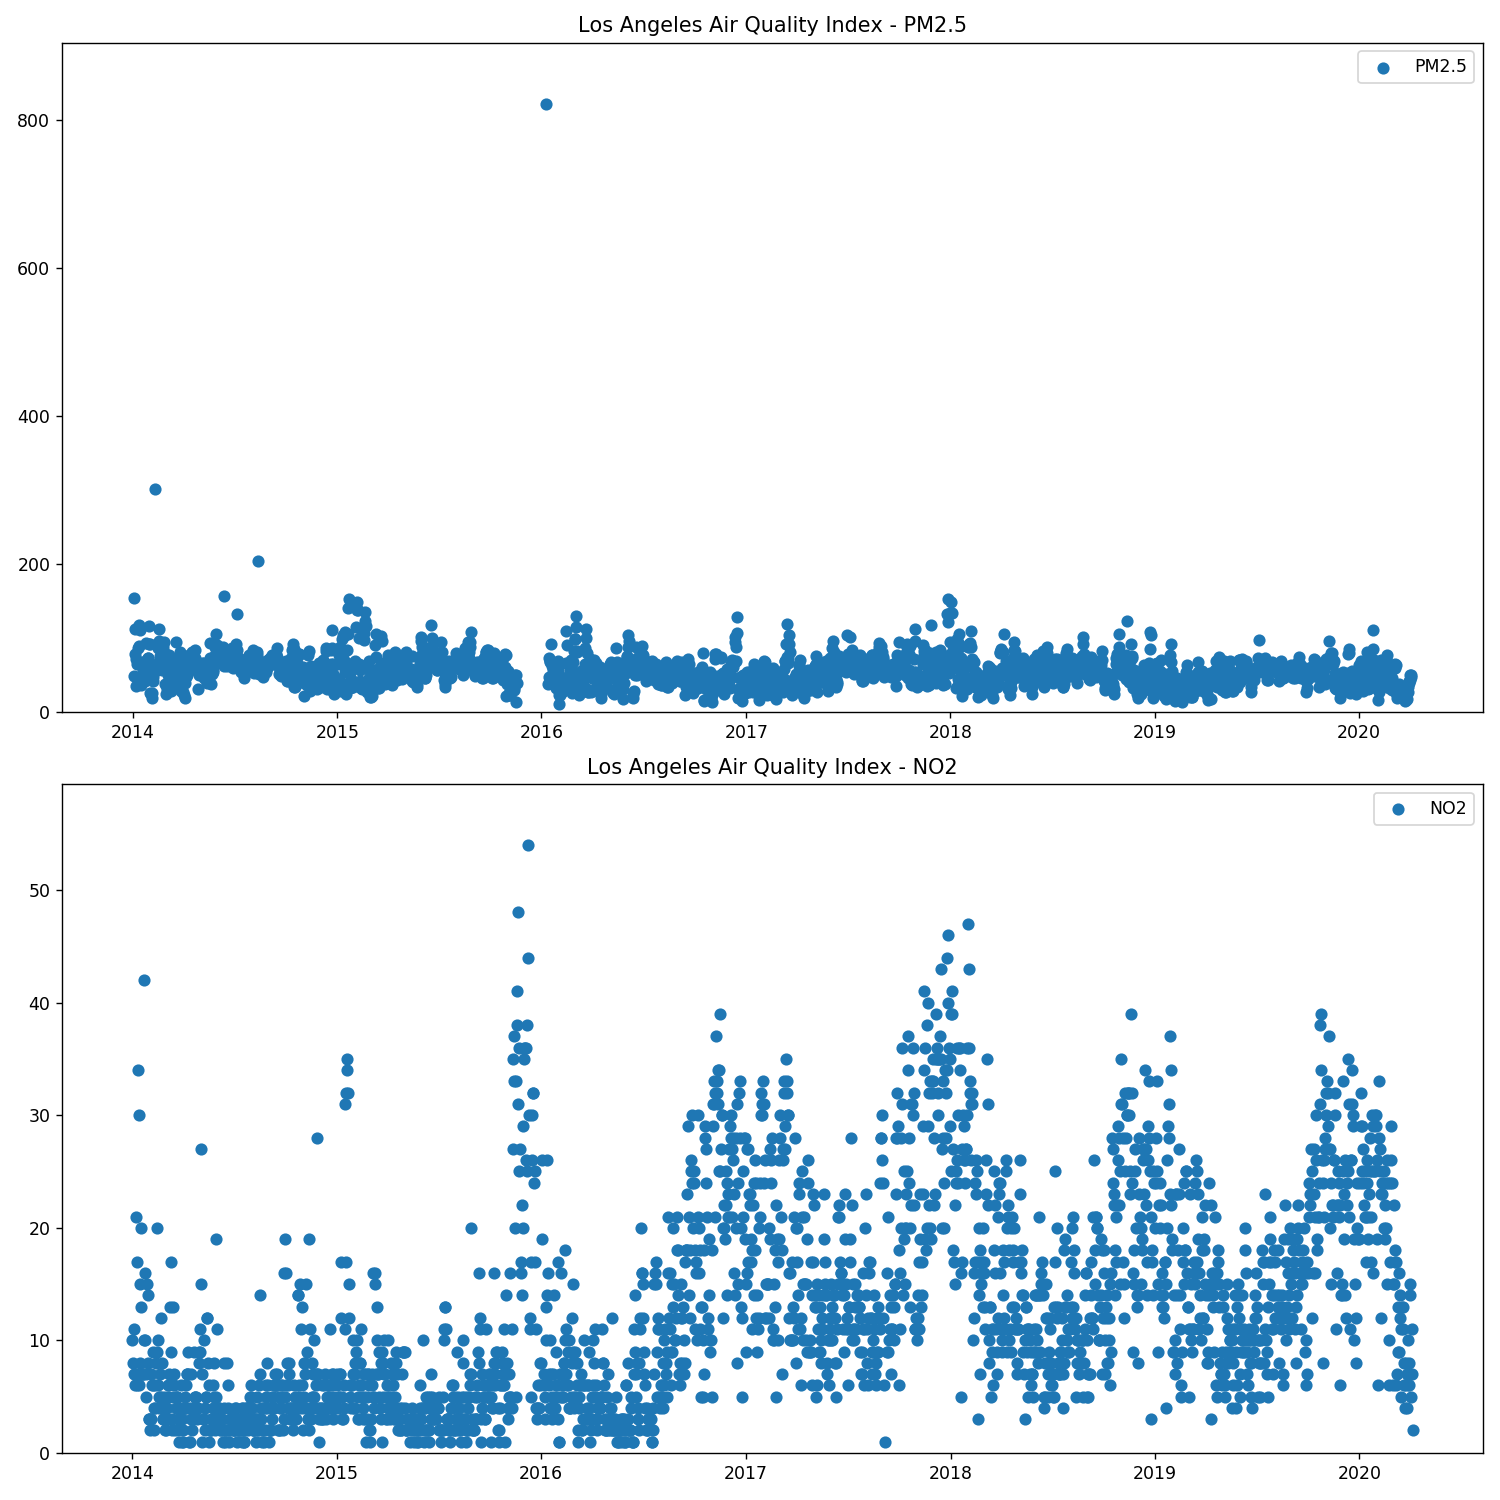 Los Angeles Air Quality Index - PM2.5
PM2.5
800
600
400
200
0
2014 2015 2016 2017 2018 2019 2020
Los Angeles Air Quality Index - NO2
NO2
50
40
30
20
10
0
2014 2015 2016 2017 2018 2019 2020